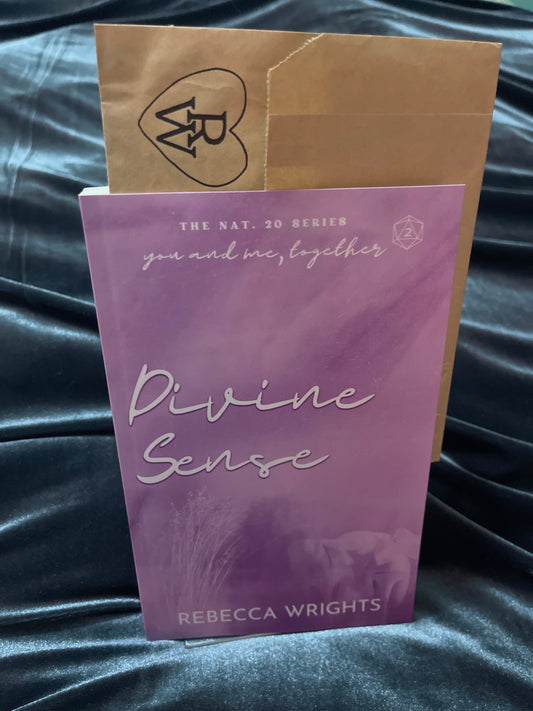 RW
THE NAT. 20 SERIES
you and me, together
2
Divine
Sense
REBECCA WRIGHTS